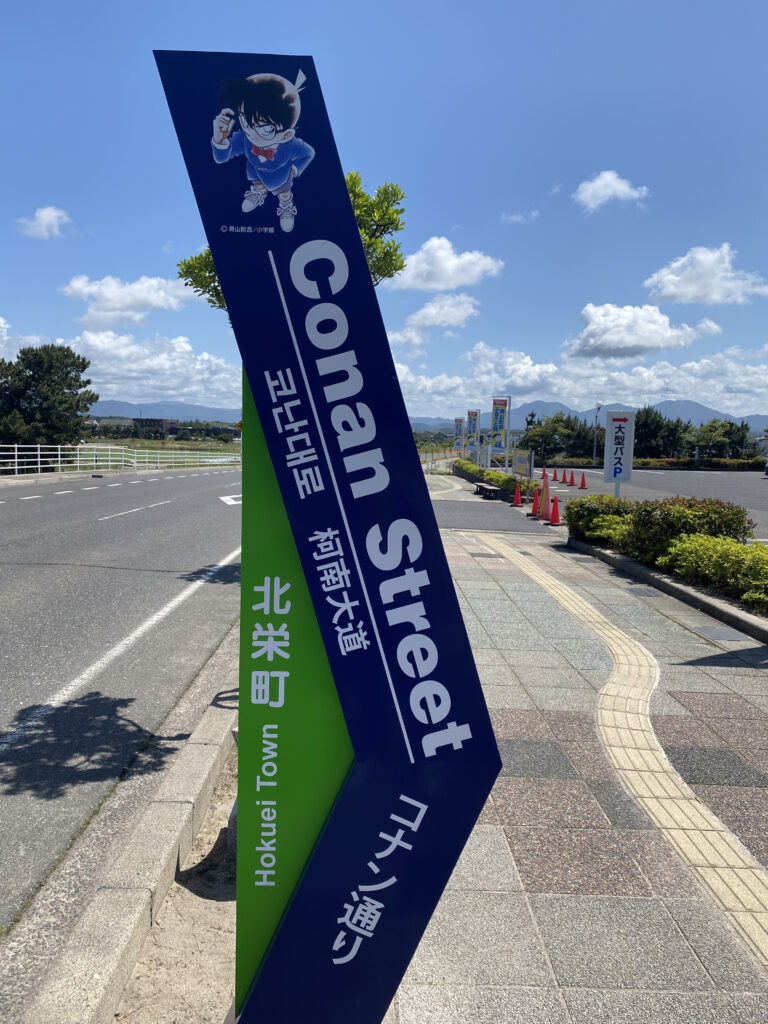 © 青山剛昌/小学館
Conan Street
코난대로 柯南大道
コナン通り
北栄町
Hokuei Town
大型バスP